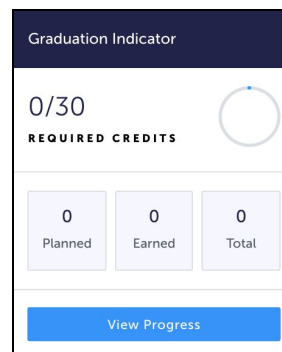 Graduation Indicator
0/30
REQUIRED CREDITS
0 0 0
Planned Earned Total
View Progress